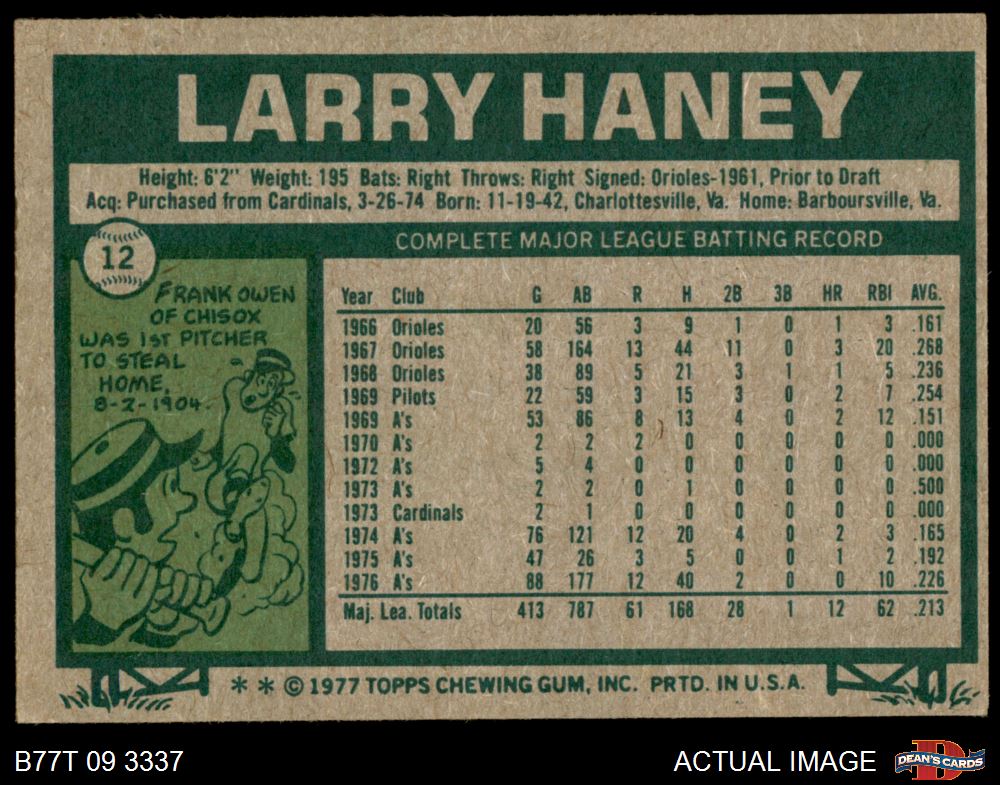 LARRY HANEY
Height: 6'2" Weight: 195 Bats: Right Throws: Right Signed: Orioles-1961, Prior to Draft
Acq: Purchased from Cardinals, 3-26-74 Born: 11-19-42, Charlottesville, Va. Home: Barboursville, Va.
12
COMPLETE MAJOR LEAGUE BATTING RECORD
FRANK OWEN
OF CHISOX
WAS 1ST PITCHER
TO STEAL
HOME.
8-2-1904.
Year Club G AB R H 2B 3B HR RBI AVG.
1966 Orioles 20 56 3 9 1 0 1 3 .161
1967 Orioles 58 164 13 44 11 0 3 20 .268
1968 Orioles 38 89 5 21 3 1 1 5 .236
1969 Pilots 22 59 3 15 3 0 2 7 .254
1969 A's 53 86 8 13 4 0 2 12 .151
1970 A's 2 2 2 0 0 0 0 0 .000
1972 A's 5 4 0 0 0 0 0 0 .000
1973 A's 2 2 0 1 0 0 0 0 .500
1973 Cardinals 2 1 0 0 0 0 0 0 .000
1974 A's 76 121 12 20 4 0 2 3 .165
1975 A's 47 26 3 5 0 0 1 2 .192
1976 A's 88 177 12 40 2 0 0 10 .226
Maj. Lea. Totals 413 787 61 168 28 1 12 62 .213
* * © 1977 TOPPS CHEWING GUM, INC. PRTD. IN U.S.A.
B77T 09 3337
ACTUAL IMAGE
D
DEAN'S CARDS